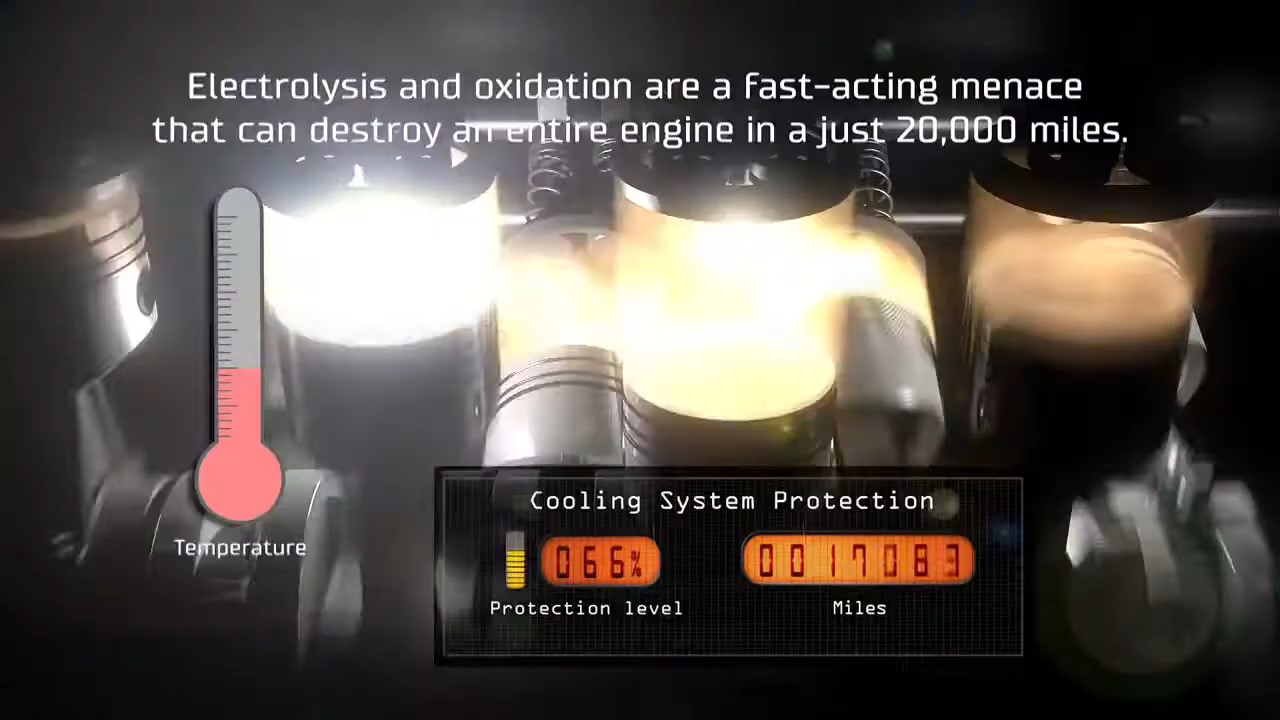 Electrolysis and oxidation are a fast-acting menace
that can destroy an entire engine in a just 20,000 miles.
Temperature
Cooling System Protection
066% 0017083
Protection level Miles